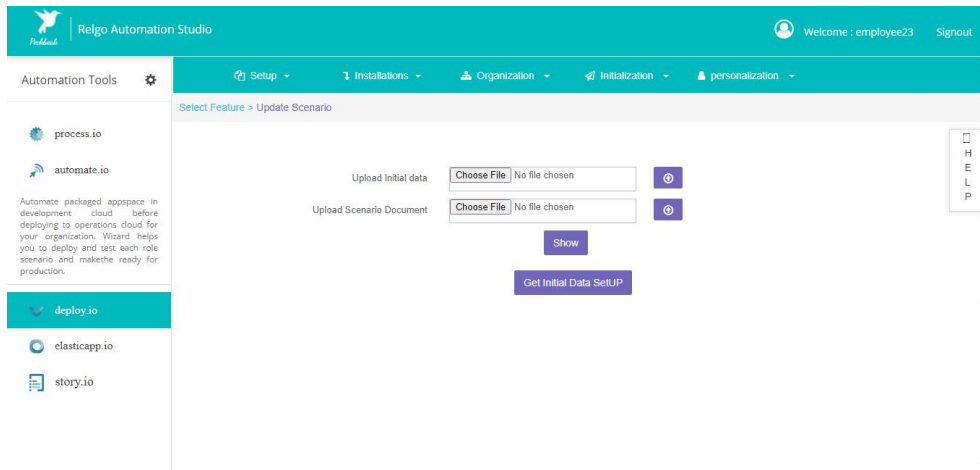 Relgo Automation Studio
Welcome : employee23
Signout
Automation Tools
Setup
Installations
Organization
Initialization
personalization
Select Feature > Update Scenario
process.io
automate.io
Automate packaged appspace in
development cloud before
deploying to operations cloud for
your organization. Wizard helps
you to deploy and test each role
scenario and makethe ready for
production.
deploy.io
elasticapp.io
story.io
Upload Initial data
Choose File No file chosen
Upload Scenario Document
Choose File No file chosen
Show
Get Initial Data SetUP
H
E
L
P